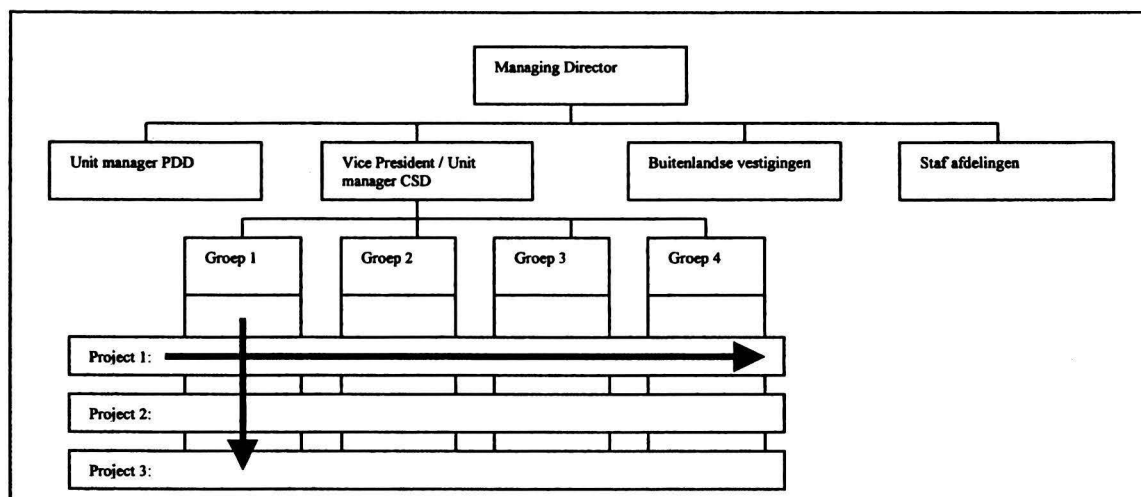 Managing Director
Unit manager PDD
Vice President / Unit
manager CSD
Buitenlandse vestigingen
Staf afdelingen
Groep 1
Groep 2
Groep 3
Groep 4
Project 1:
Project 2:
Project 3: